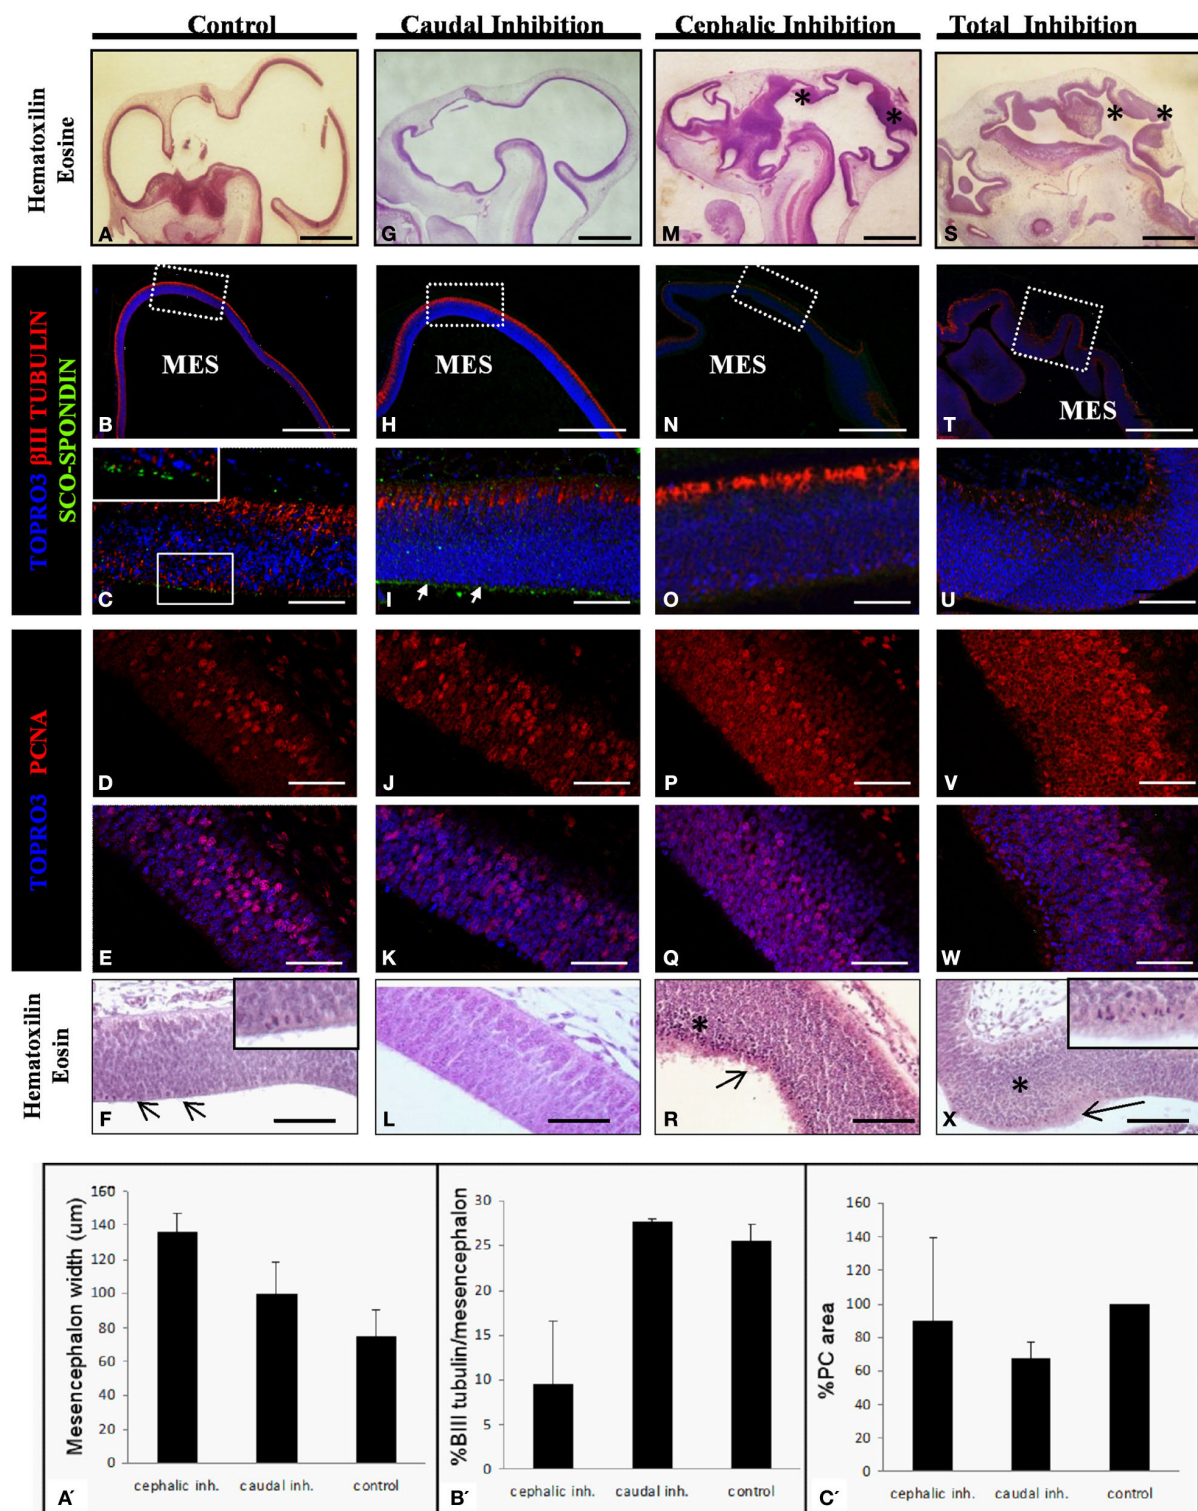 Control Caudal Inhibition Cephalic Inhibition Total Inhibition
Hematoxilin
Eosine
A G M * * S * *
TOPRO3 βIII TUBULIN
SCO-SPONDIN
MES MES MES MES
B H N T
C I O U
TOPRO3 PCNA
D J P V
E K Q W
Hematoxilin
Eosin
F L R * X *
Mesencephalon width (um)
160
140
120
100
80
60
40
20
0
cephalic inh. caudal inh. control
A´
%BIII tubulin/mesencephalon
30
25
20
15
10
5
0
cephalic inh. caudal inh. control
B´
%PC area
160
140
120
100
80
60
40
20
0
cephalic inh. caudal inh. control
C´